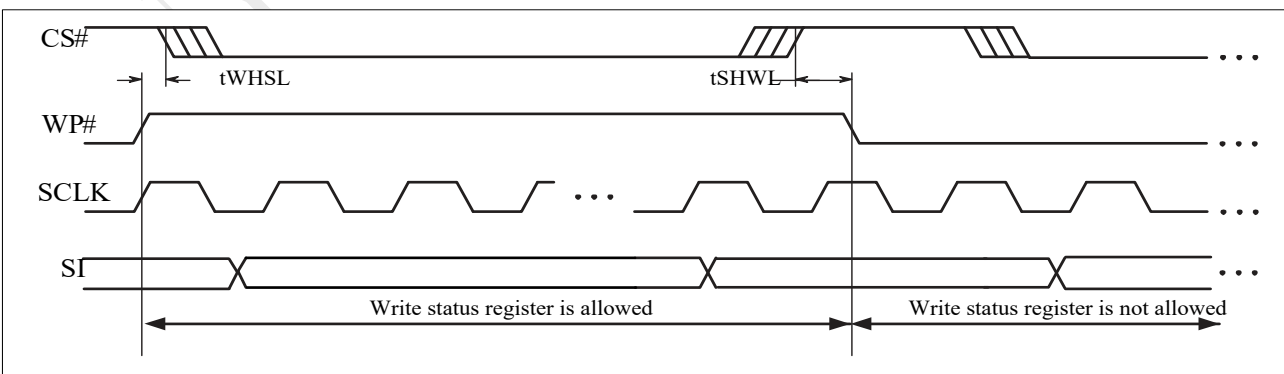 CS#
tWHSL
tSHWL
WP#
SCLK
SI
Write status register is allowed
Write status register is not allowed